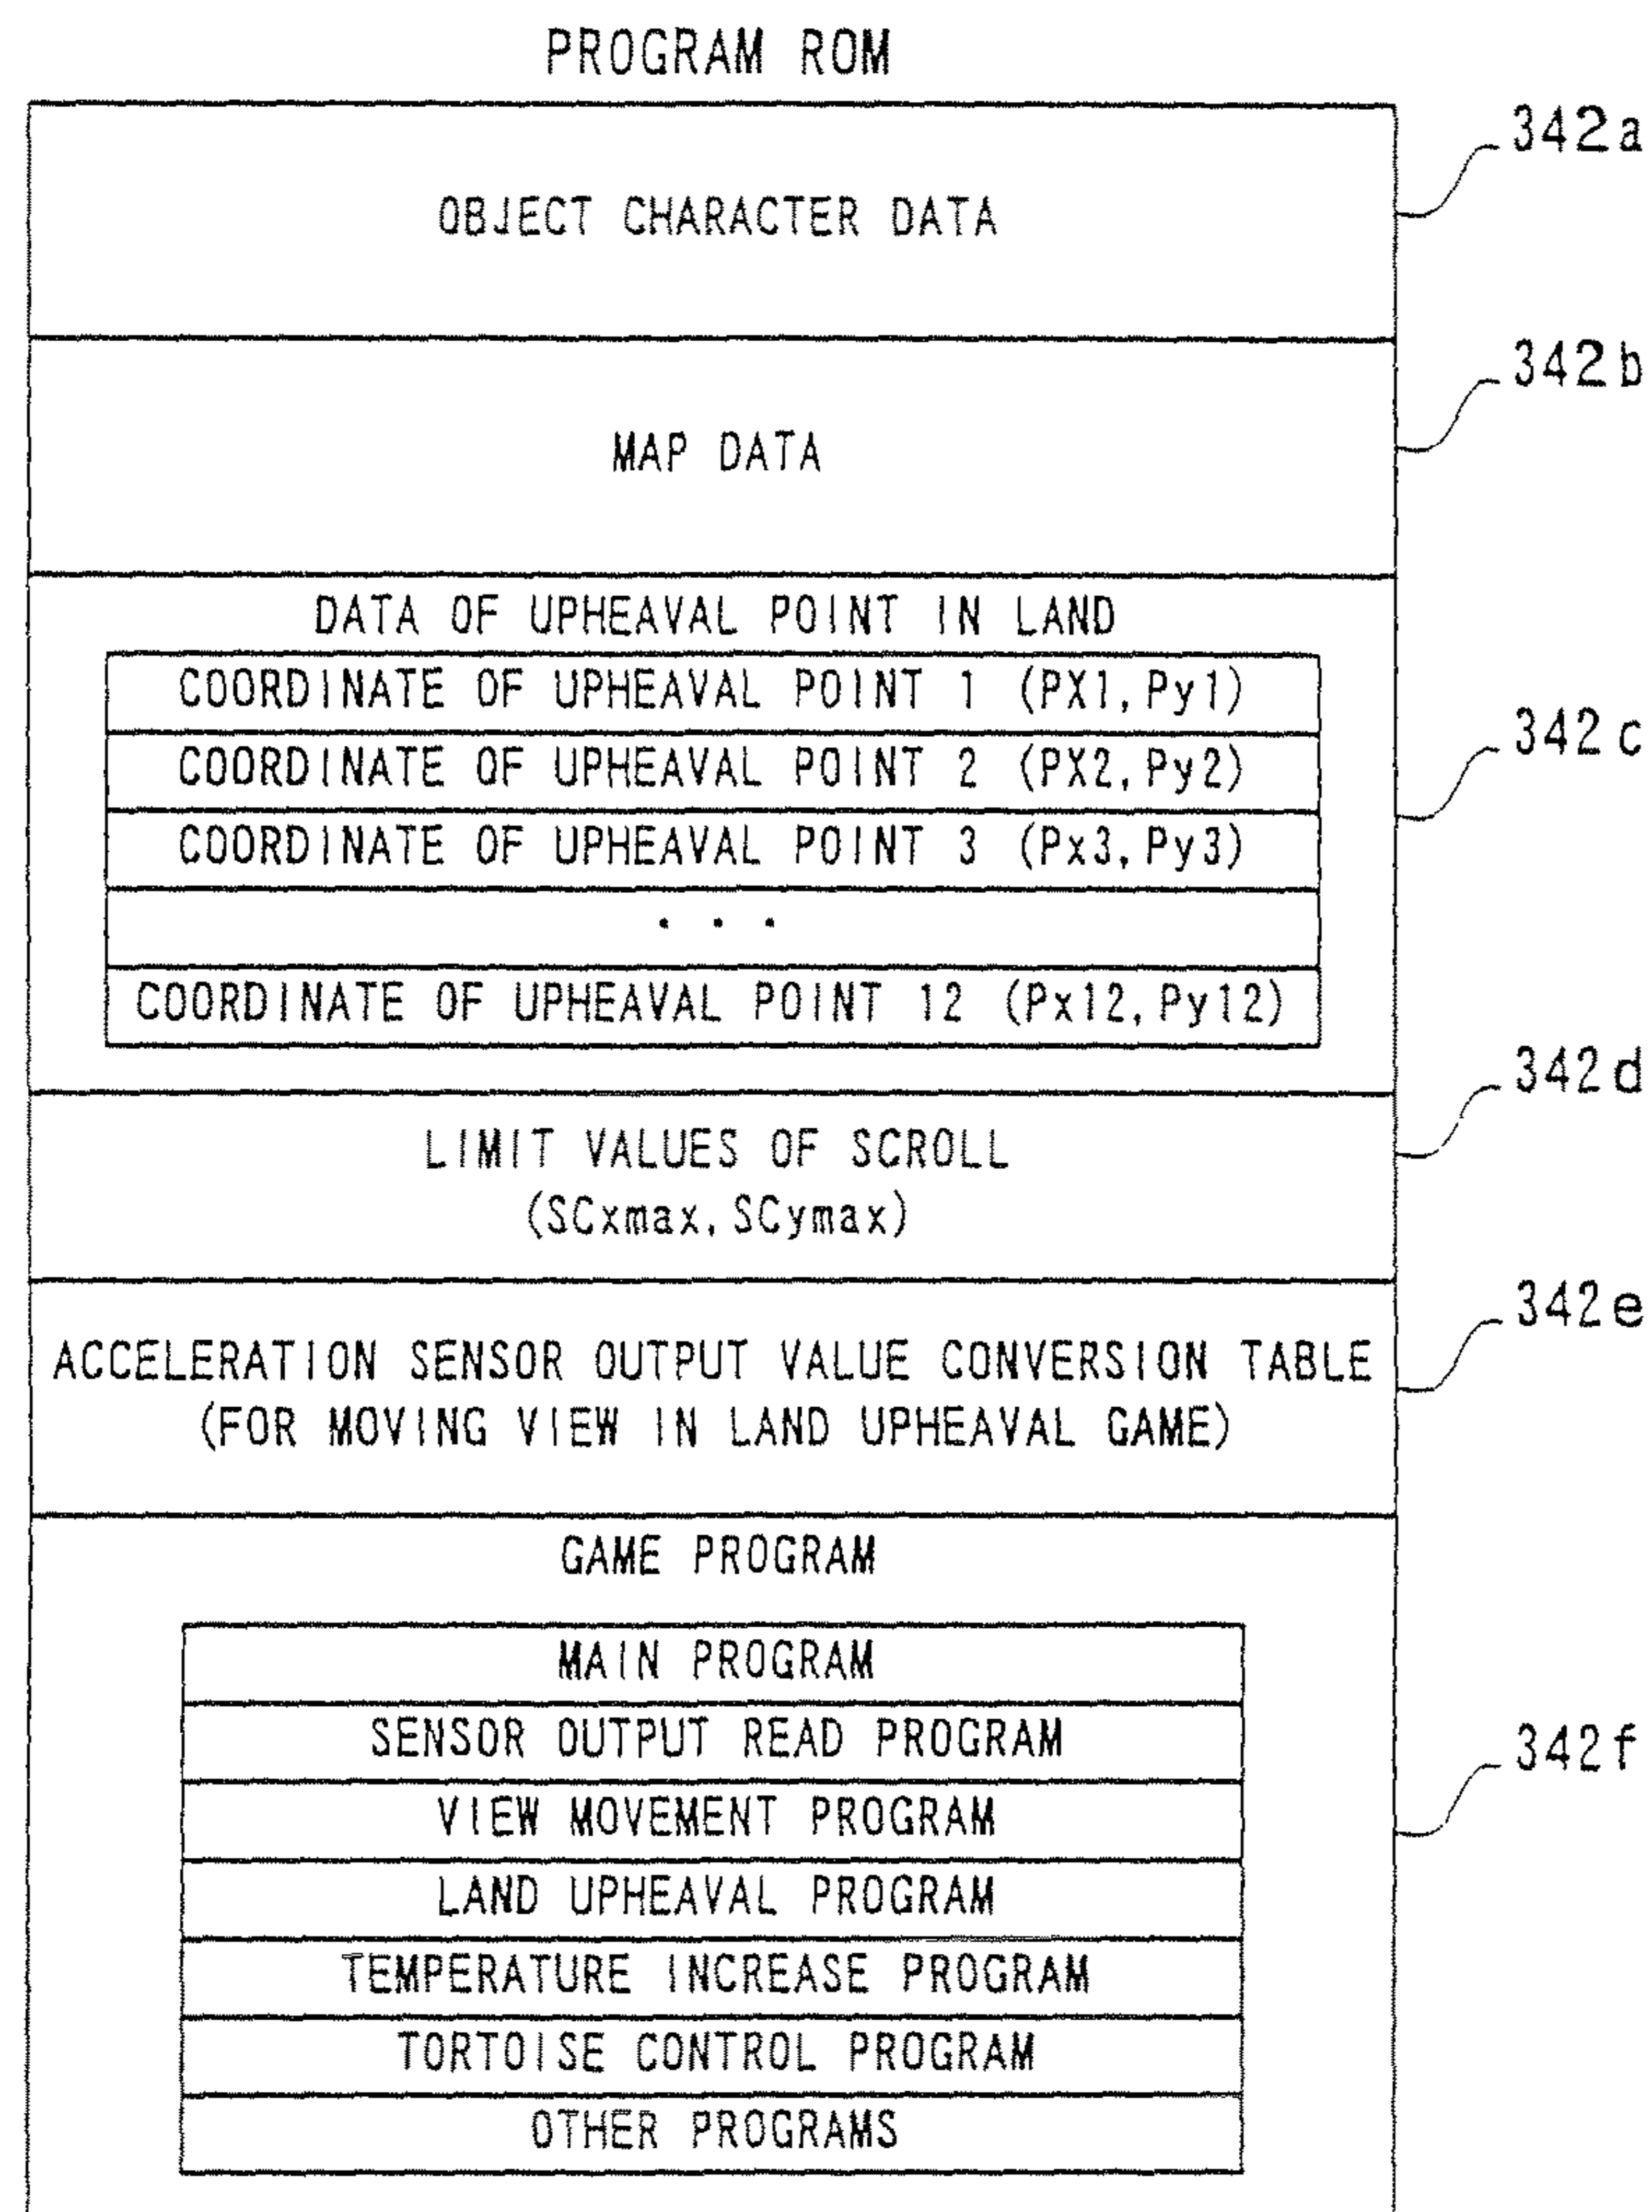 PROGRAM ROM
342a
OBJECT CHARACTER DATA
342b
MAP DATA
DATA OF UPHEAVAL POINT IN LAND
COORDINATE OF UPHEAVAL POINT 1 (PX1, Py1)
COORDINATE OF UPHEAVAL POINT 2 (PX2, Py2)
342c
COORDINATE OF UPHEAVAL POINT 3 (Px3, Py3)
. . .
COORDINATE OF UPHEAVAL POINT 12 (Px12, Py12)
342d
LIMIT VALUES OF SCROLL
(SCxmax, SCymax)
342e
ACCELERATION SENSOR OUTPUT VALUE CONVERSION TABLE
(FOR MOVING VIEW IN LAND UPHEAVAL GAME)
GAME PROGRAM
MAIN PROGRAM
SENSOR OUTPUT READ PROGRAM
342f
VIEW MOVEMENT PROGRAM
LAND UPHEAVAL PROGRAM
TEMPERATURE INCREASE PROGRAM
TORTOISE CONTROL PROGRAM
OTHER PROGRAMS